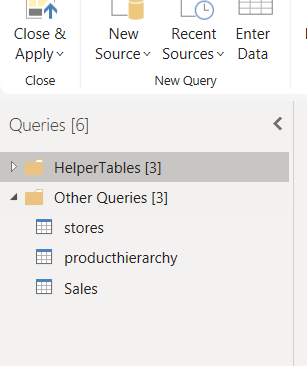 Close & Apply
New Source
Recent Sources
Enter Data
Close
New Query
Queries [6]
HelperTables [3]
Other Queries [3]
stores
producthierarchy
Sales